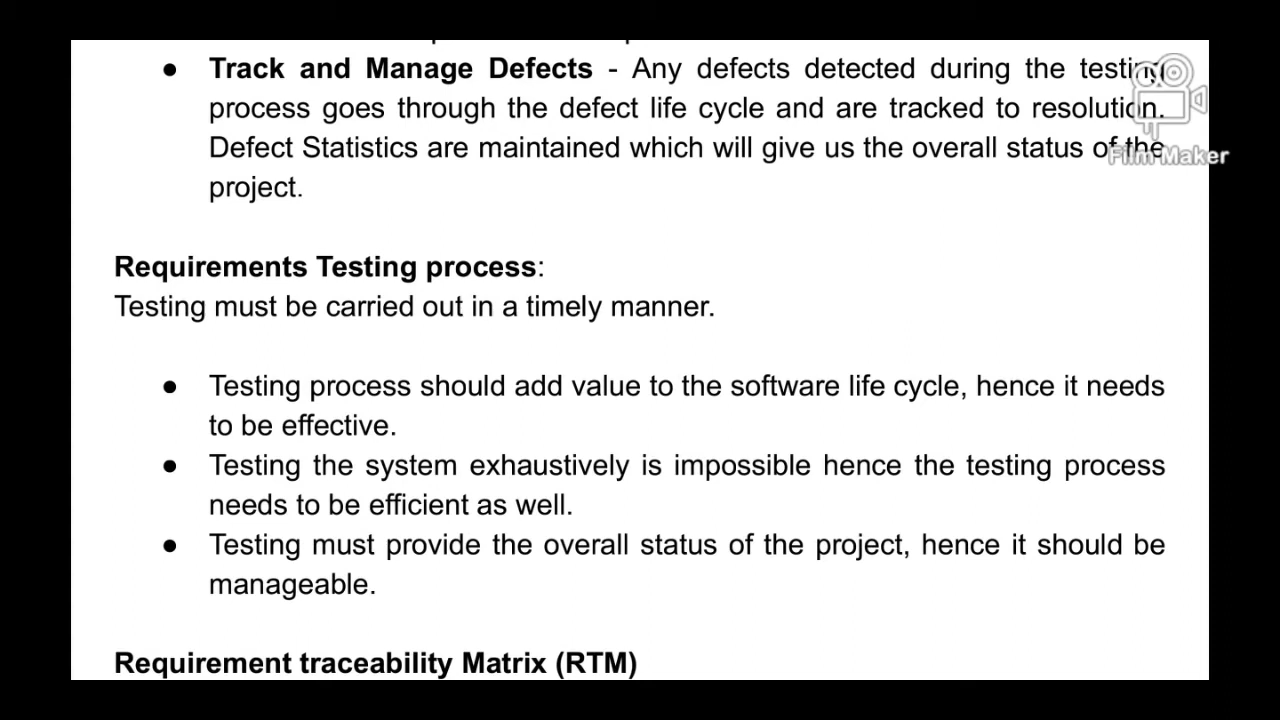 ● Track and Manage Defects - Any defects detected during the testing
process goes through the defect life cycle and are tracked to resolution.
Defect Statistics are maintained which will give us the overall status of the
project.
Requirements Testing process:
Testing must be carried out in a timely manner.
● Testing process should add value to the software life cycle, hence it needs
to be effective.
● Testing the system exhaustively is impossible hence the testing process
needs to be efficient as well.
● Testing must provide the overall status of the project, hence it should be
manageable.
Requirement traceability Matrix (RTM)
Film Maker